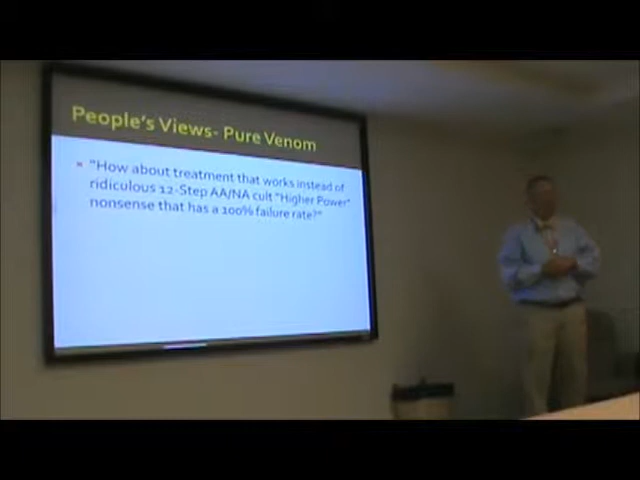 People's Views- Pure Venom
"How about treatment that works instead of
ridiculous 12-Step AA/NA cult "Higher Power"
nonsense that has a 100% failure rate?"